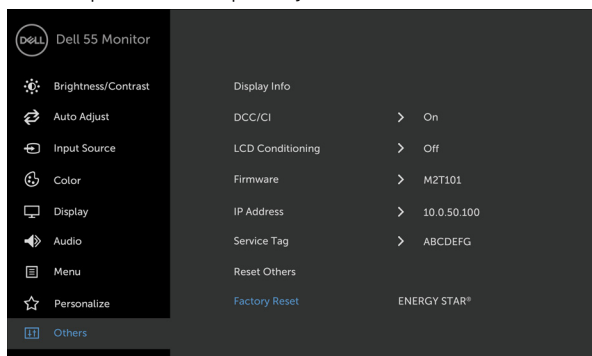 DELL Dell 55 Monitor
Brightness/Contrast
Display Info
Auto Adjust
DCC/CI > On
Input Source
LCD Conditioning > Off
Color
Firmware > M2T101
Display
IP Address > 10.0.50.100
Audio
Service Tag > ABCDEFG
Menu
Reset Others
Personalize
Factory Reset ENERGY STAR®
Others